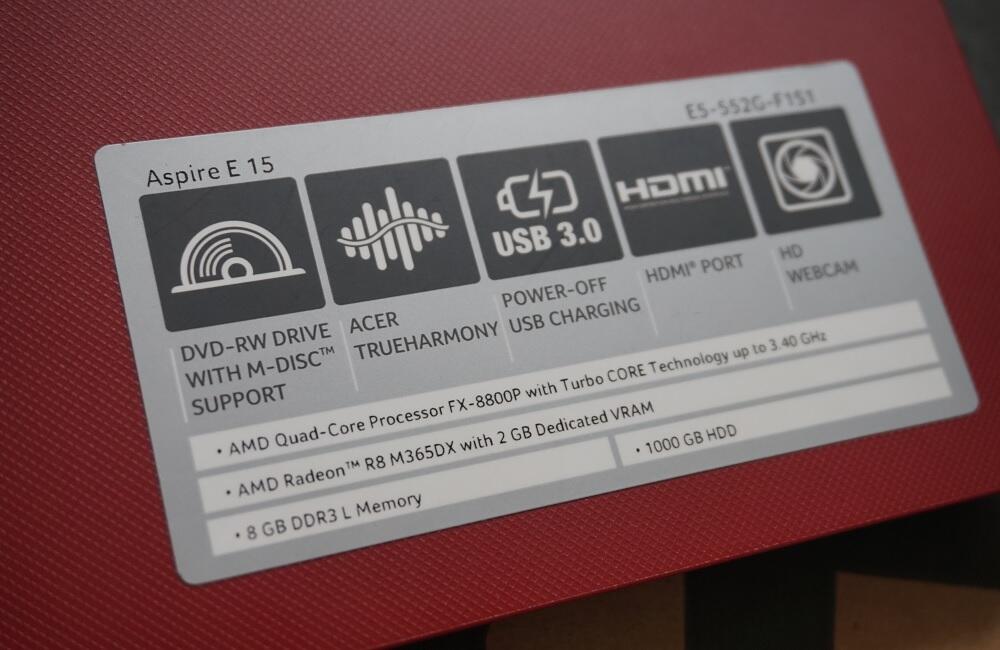 Aspire E 15
E5-552G-F1S1
USB 3.0
HDMI
DVD-RW DRIVE
WITH M-DISC™
SUPPORT
ACER
TRUEHARMONY
POWER-OFF
USB CHARGING
HDMI® PORT
HD
WEBCAM
• AMD Quad-Core Processor FX-8800P with Turbo CORE Technology up to 3.40 GHz
• AMD Radeon™ R8 M365DX with 2 GB Dedicated VRAM
• 8 GB DDR3 L Memory
• 1000 GB HDD